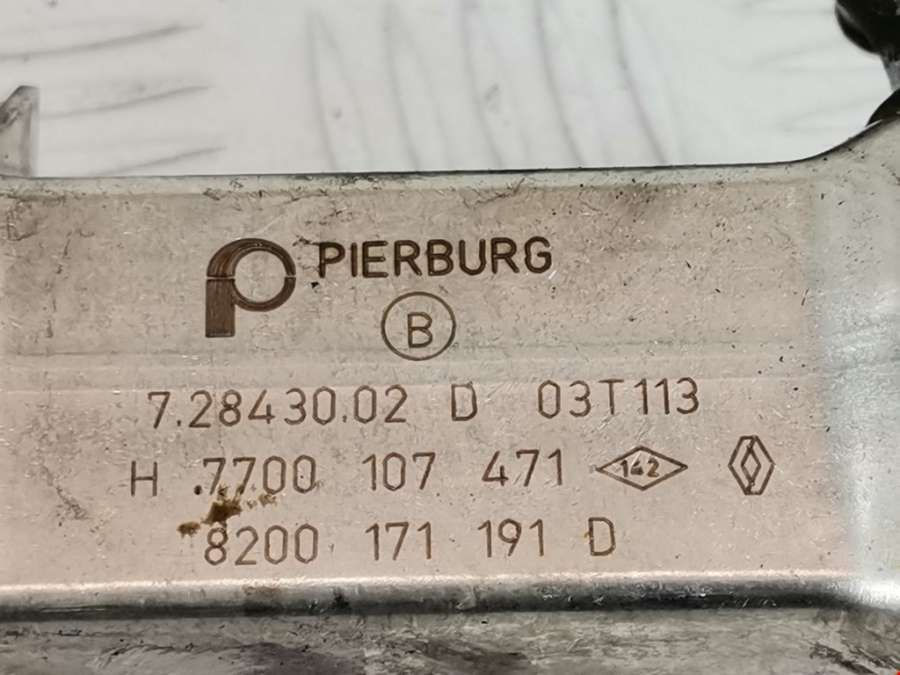 PIERBURG
B
7.28430.02 D 03T113
H 7700 107 471 142
8200 171 191 D